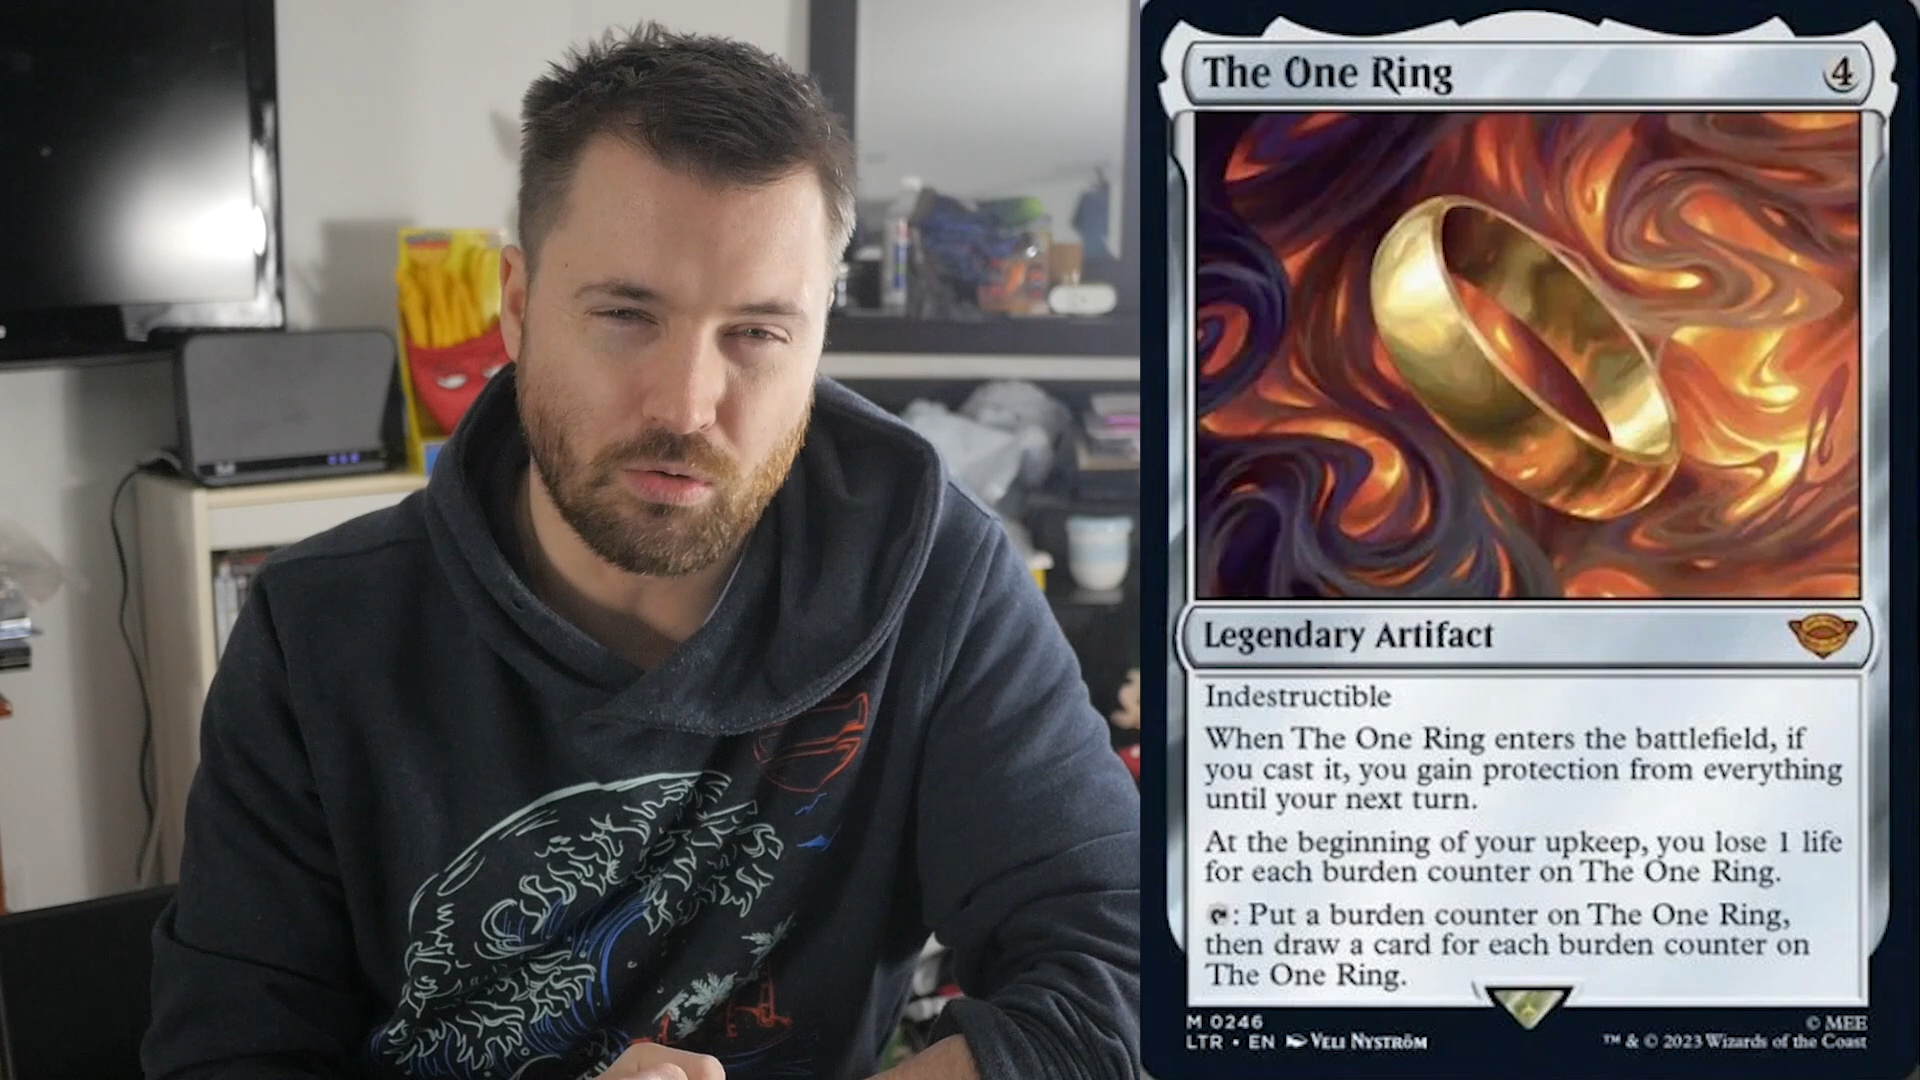 The One Ring
4
Legendary Artifact
Indestructible
When The One Ring enters the battlefield, if
you cast it, you gain protection from everything
until your next turn.
At the beginning of your upkeep, you lose 1 life
for each burden counter on The One Ring.
: Put a burden counter on The One Ring,
then draw a card for each burden counter on
The One Ring.
M 0246
LTR • EN VELI NYSTRÖM
© MEE
™ & © 2023 Wizards of the Coast